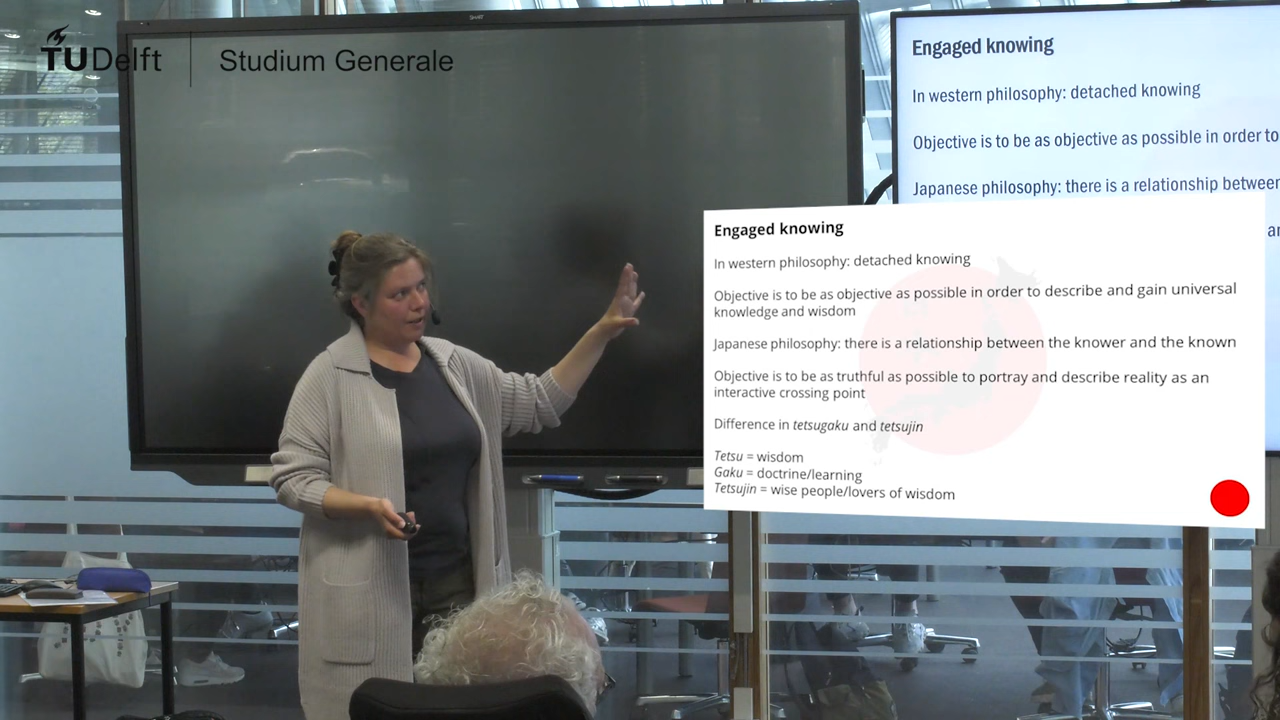 TUDelft
Studium Generale
SMART
Engaged knowing
In western philosophy: detached knowing
Objective is to be as objective as possible in order to
Japanese philosophy: there is a relationship between
an
Engaged knowing
In western philosophy: detached knowing
Objective is to be as objective as possible in order to describe and gain universal
knowledge and wisdom
Japanese philosophy: there is a relationship between the knower and the known
Objective is to be as truthful as possible to portray and describe reality as an
interactive crossing point
Difference in tetsugaku and tetsujin
Tetsu = wisdom
Gaku = doctrine/learning
Tetsujin = wise people/lovers of wisdom